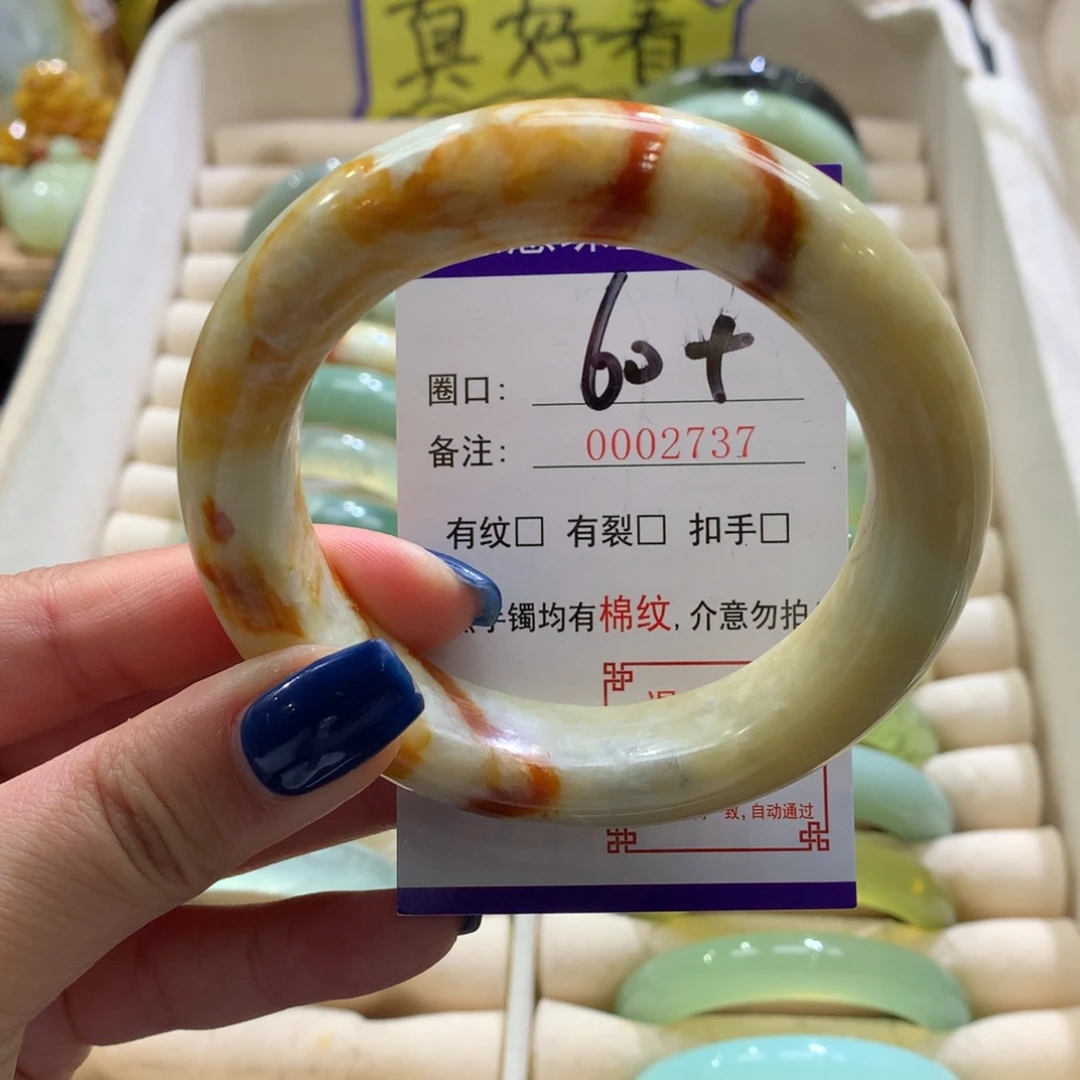 真好看
圈口: 60+
备注: 0002737
有纹□ 有裂□ 扣手□
手镯均有棉纹,介意勿拍
致,自动通过